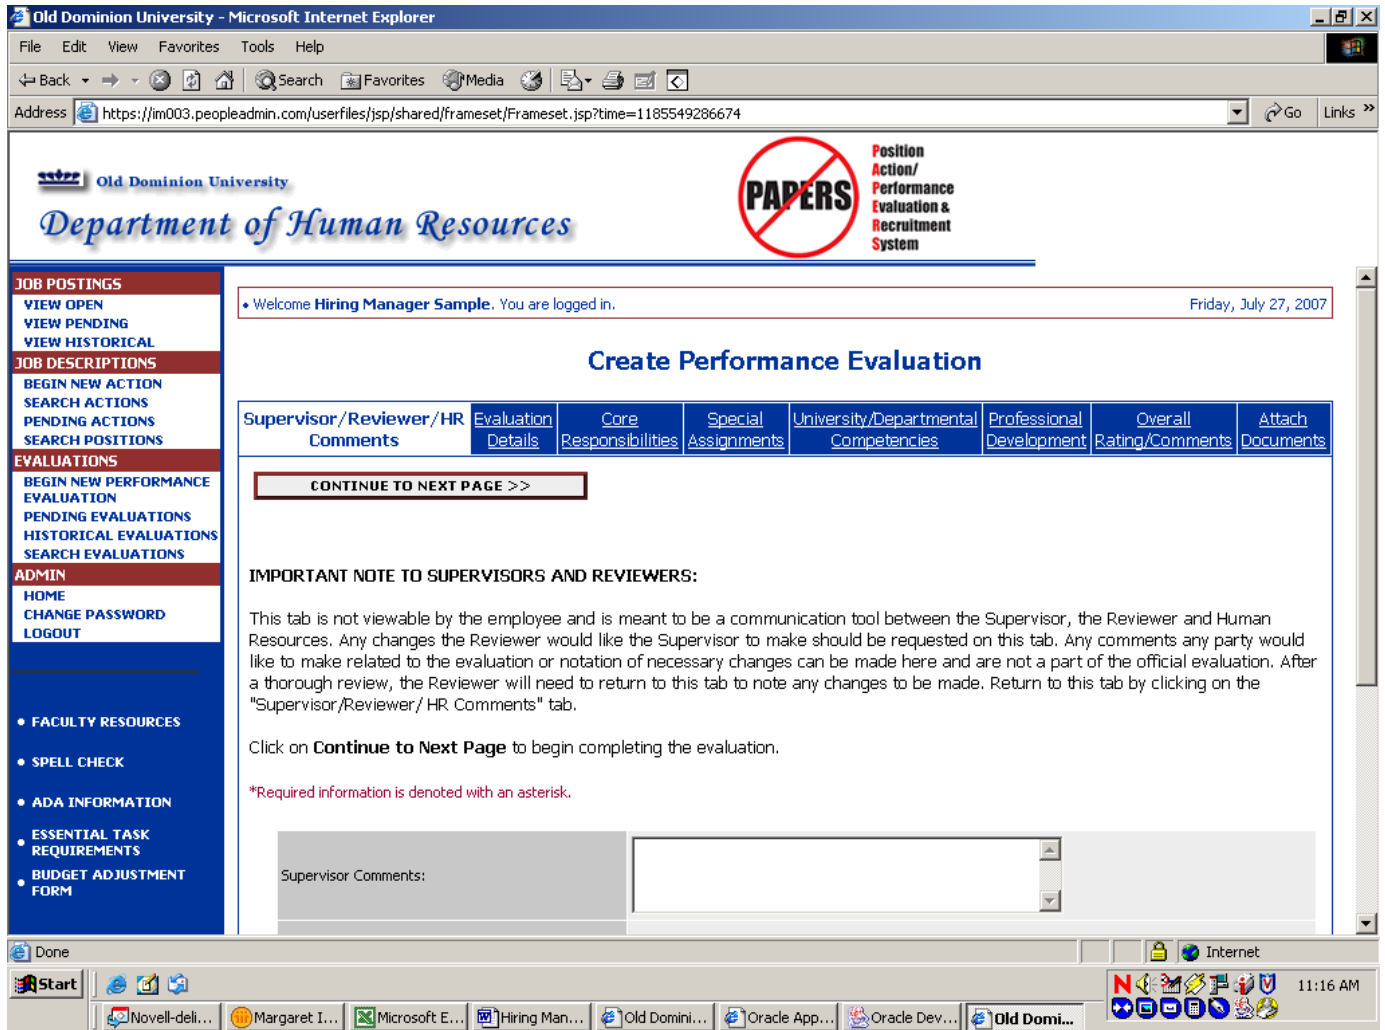 Old Dominion University - Microsoft Internet Explorer
File Edit View Favorites Tools Help
Back Search Favorites Media
Address https://im003.peopleadmin.com/userfiles/jsp/shared/frameset/Frameset.jsp?time=1185549286674 Go Links »
Old Dominion University
Department of Human Resources
PAPERS
Position
Action/
Performance
Evaluation &
Recruitment
System
JOB POSTINGS
VIEW OPEN
VIEW PENDING
VIEW HISTORICAL
JOB DESCRIPTIONS
BEGIN NEW ACTION
SEARCH ACTIONS
PENDING ACTIONS
SEARCH POSITIONS
EVALUATIONS
BEGIN NEW PERFORMANCE
EVALUATION
PENDING EVALUATIONS
HISTORICAL EVALUATIONS
SEARCH EVALUATIONS
ADMIN
HOME
CHANGE PASSWORD
LOGOUT
• FACULTY RESOURCES
• SPELL CHECK
• ADA INFORMATION
• ESSENTIAL TASK
REQUIREMENTS
• BUDGET ADJUSTMENT
FORM
• Welcome Hiring Manager Sample. You are logged in. Friday, July 27, 2007
Create Performance Evaluation
Supervisor/Reviewer/HR Evaluation Core Special University/Departmental Professional Overall Attach
Comments Details Responsibilities Assignments Competencies Development Rating/Comments Documents
CONTINUE TO NEXT PAGE >>
IMPORTANT NOTE TO SUPERVISORS AND REVIEWERS:
This tab is not viewable by the employee and is meant to be a communication tool between the Supervisor, the Reviewer and Human
Resources. Any changes the Reviewer would like the Supervisor to make should be requested on this tab. Any comments any party would
like to make related to the evaluation or notation of necessary changes can be made here and are not a part of the official evaluation. After
a thorough review, the Reviewer will need to return to this tab to note any changes to be made. Return to this tab by clicking on the
"Supervisor/Reviewer/ HR Comments" tab.
Click on Continue to Next Page to begin completing the evaluation.
*Required information is denoted with an asterisk.
Supervisor Comments:
Done Internet
Start 11:16 AM
Novell-deli... Margaret I... Microsoft E... Hiring Man... Old Domini... Oracle App... Oracle Dev... Old Domi...